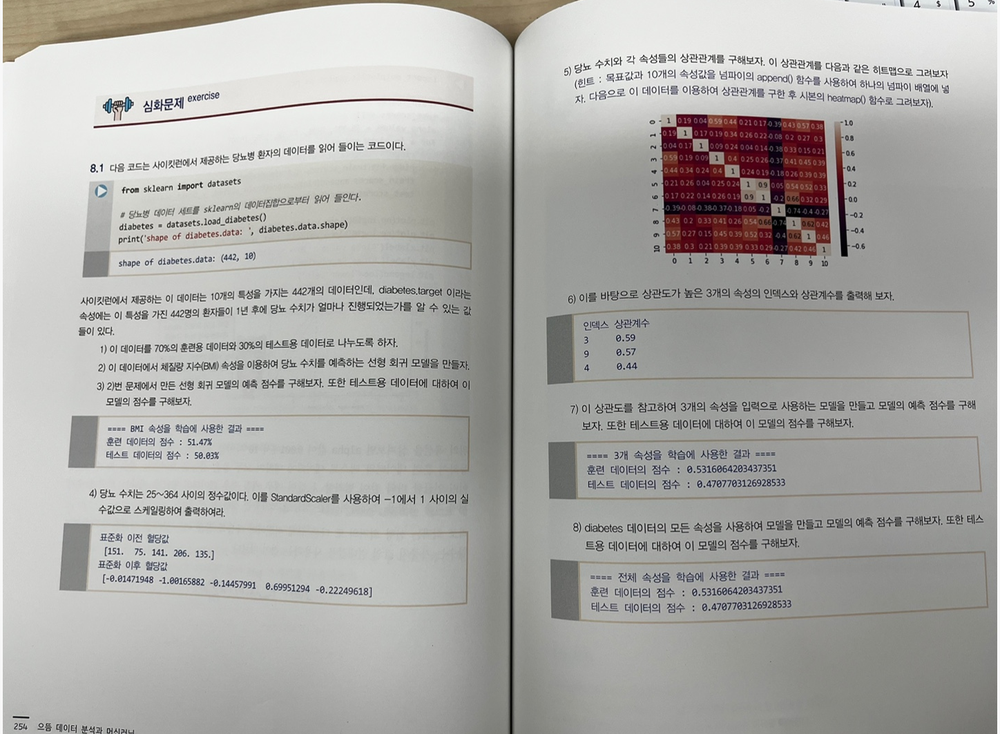 4 $ 5 %
심화문제 exercise
8.1 다음 코드는 사이킷런에서 제공하는 당뇨병 환자의 데이터를 읽어 들이는 코드이다.
from sklearn import datasets
# 당뇨병 데이터 세트를 sklearn의 데이터집합으로부터 읽어 들인다.
diabetes = datasets.load_diabetes()
print('shape of diabetes.data: ', diabetes.data.shape)
shape of diabetes.data: (442, 10)
사이킷런에서 제공하는 이 데이터는 10개의 특성을 가지는 442개의 데이터인데, diabetes.target 이라는
속성에는 이 특성을 가진 442명의 환자들이 1년 후에 당뇨 수치가 얼마나 진행되었는가를 알 수 있는 값
들이 있다.
1) 이 데이터를 70%의 훈련용 데이터와 30%의 테스트용 데이터로 나누도록 하자.
2) 이 데이터에서 체질량 지수(BMI) 속성을 이용하여 당뇨 수치를 예측하는 선형 회귀 모델을 만들자.
3) 2)번 문제에서 만든 선형 회귀 모델의 예측 점수를 구해보자. 또한 테스트용 데이터에 대하여 이
모델의 점수를 구해보자.
==== BMI 속성을 학습에 사용한 결과 ====
훈련 데이터의 점수 : 51.47%
테스트 데이터의 점수 : 50.03%
4) 당뇨 수치는 25~364 사이의 정수값이다. 이를 StandardScaler를 사용하여 -1에서 1 사이의 실
수값으로 스케일링하여 출력하여라.
표준화 이전 혈당값
[151. 75. 141. 206. 135.]
표준화 이후 혈당값
[-0.01471948 -1.00165882 -0.14457991 0.69951294 -0.22249618]
254 으뜸 데이터 분석과 머신러닝
5) 당뇨 수치와 각 속성들의 상관관계를 구해보자. 이 상관관계를 다음과 같은 히트맵으로 그려보자
(힌트 : 목표값과 10개의 속성값을 넘파이의 append() 함수를 사용하여 하나의 넘파이 배열에 넣
자. 다음으로 이 데이터를 이용하여 상관관계를 구한 후 시본의 heatmap() 함수로 그려보자).
0 1 0.19 0.04 0.59 0.44 0.21 0.17 -0.39 0.43 0.57 0.38
1 0.19 1 0.17 0.19 0.34 0.26 0.22 -0.08 0.2 0.27 0.3
2 0.04 0.17 1 0.09 0.24 0.04 0.14 -0.38 0.33 0.15 0.21
3 0.59 0.19 0.09 1 0.4 0.25 0.26 -0.37 0.41 0.45 0.39
4 0.44 0.34 0.24 0.4 1 0.24 0.19 -0.18 0.26 0.39 0.39
5 0.21 0.26 0.04 0.25 0.24 1 0.9 0.05 0.54 0.52 0.33
6 0.17 0.22 0.14 0.26 0.19 0.9 1 -0.2 0.66 0.32 0.29
7 -0.39 -0.08 -0.38 -0.37 -0.18 0.05 -0.2 1 -0.74 -0.4 -0.27
8 0.43 0.2 0.33 0.41 0.26 0.54 0.66 -0.74 1 0.62 0.42
9 0.57 0.27 0.15 0.45 0.39 0.52 0.32 -0.4 0.62 1 0.46
10 0.38 0.3 0.21 0.39 0.39 0.33 0.29 -0.27 0.42 0.46 1
0 1 2 3 4 5 6 7 8 9 10
1.0
0.8
0.6
0.4
0.2
0.0
-0.2
-0.4
-0.6
6) 이를 바탕으로 상관도가 높은 3개의 속성의 인덱스와 상관계수를 출력해 보자.
인덱스 상관계수
3 0.59
9 0.57
4 0.44
7) 이 상관도를 참고하여 3개의 속성을 입력으로 사용하는 모델을 만들고 모델의 예측 점수를 구해
보자. 또한 테스트용 데이터에 대하여 이 모델의 점수를 구해보자.
==== 3개 속성을 학습에 사용한 결과 ====
훈련 데이터의 점수 : 0.5316064203437351
테스트 데이터의 점수 : 0.4707703126928533
8) diabetes 데이터의 모든 속성을 사용하여 모델을 만들고 모델의 예측 점수를 구해보자. 또한 테스
트용 데이터에 대하여 이 모델의 점수를 구해보자.
==== 전체 속성을 학습에 사용한 결과 ====
훈련 데이터의 점수 : 0.5316064203437351
테스트 데이터의 점수 : 0.4707703126928533